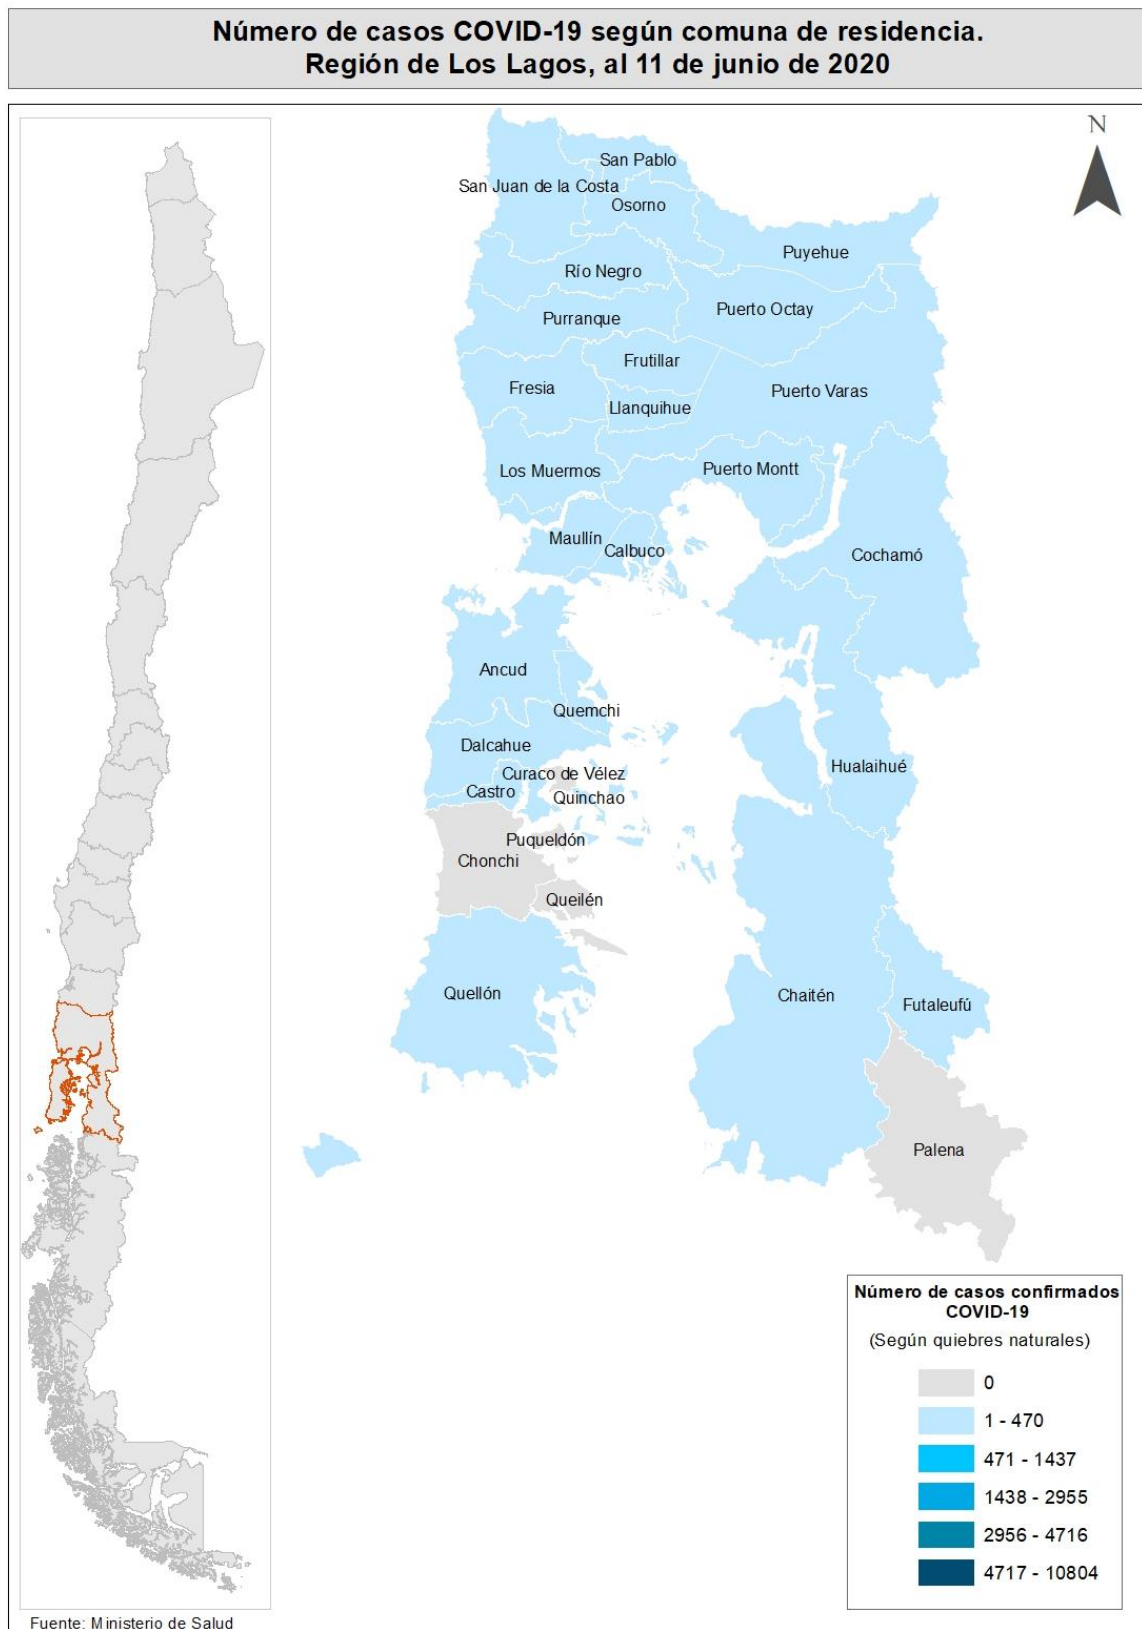 Número de casos COVID-19 según comuna de residencia.
Región de Los Lagos, al 11 de junio de 2020
N
San Pablo
San Juan de la Costa
Osorno
Puyehue
Río Negro
Puerto Octay
Purranque
Frutillar
Fresia
Puerto Varas
Llanquihue
Los Muermos
Puerto Montt
Maullín
Calbuco
Cochamó
Ancud
Quemchi
Dalcahue
Hualaihué
Curaco de Vélez
Castro
Quinchao
Puqueldón
Chonchi
Queilén
Quellón
Chaitén
Futaleufú
Palena
Número de casos confirmados
COVID-19
(Según quiebres naturales)
0
1 - 470
471 - 1437
1438 - 2955
2956 - 4716
4717 - 10804
Fuente: Ministerio de Salud